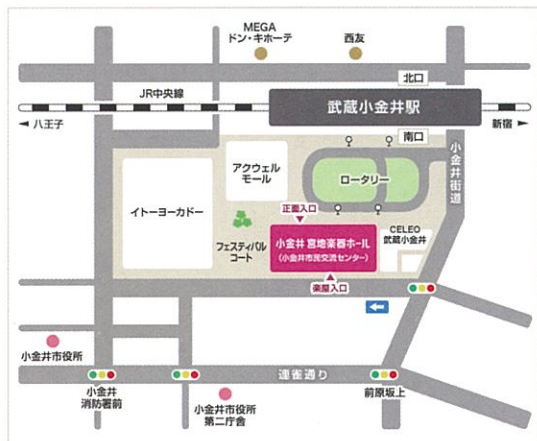 MEGA
ドン・キホーテ
西友
北口
JR中央線
武蔵小金井駅
八王子
新宿
南口
小金井街道
アクウェル
モール
ロータリー
イトーヨーカドー
正面入口
フェスティバル
コート
小金井 宮地楽器ホール
(小金井市民交流センター)
CELEO
武蔵小金井
楽屋入口
小金井市役所
連雀通り
小金井
消防署前
前原坂上
小金井市役所
第二庁舎